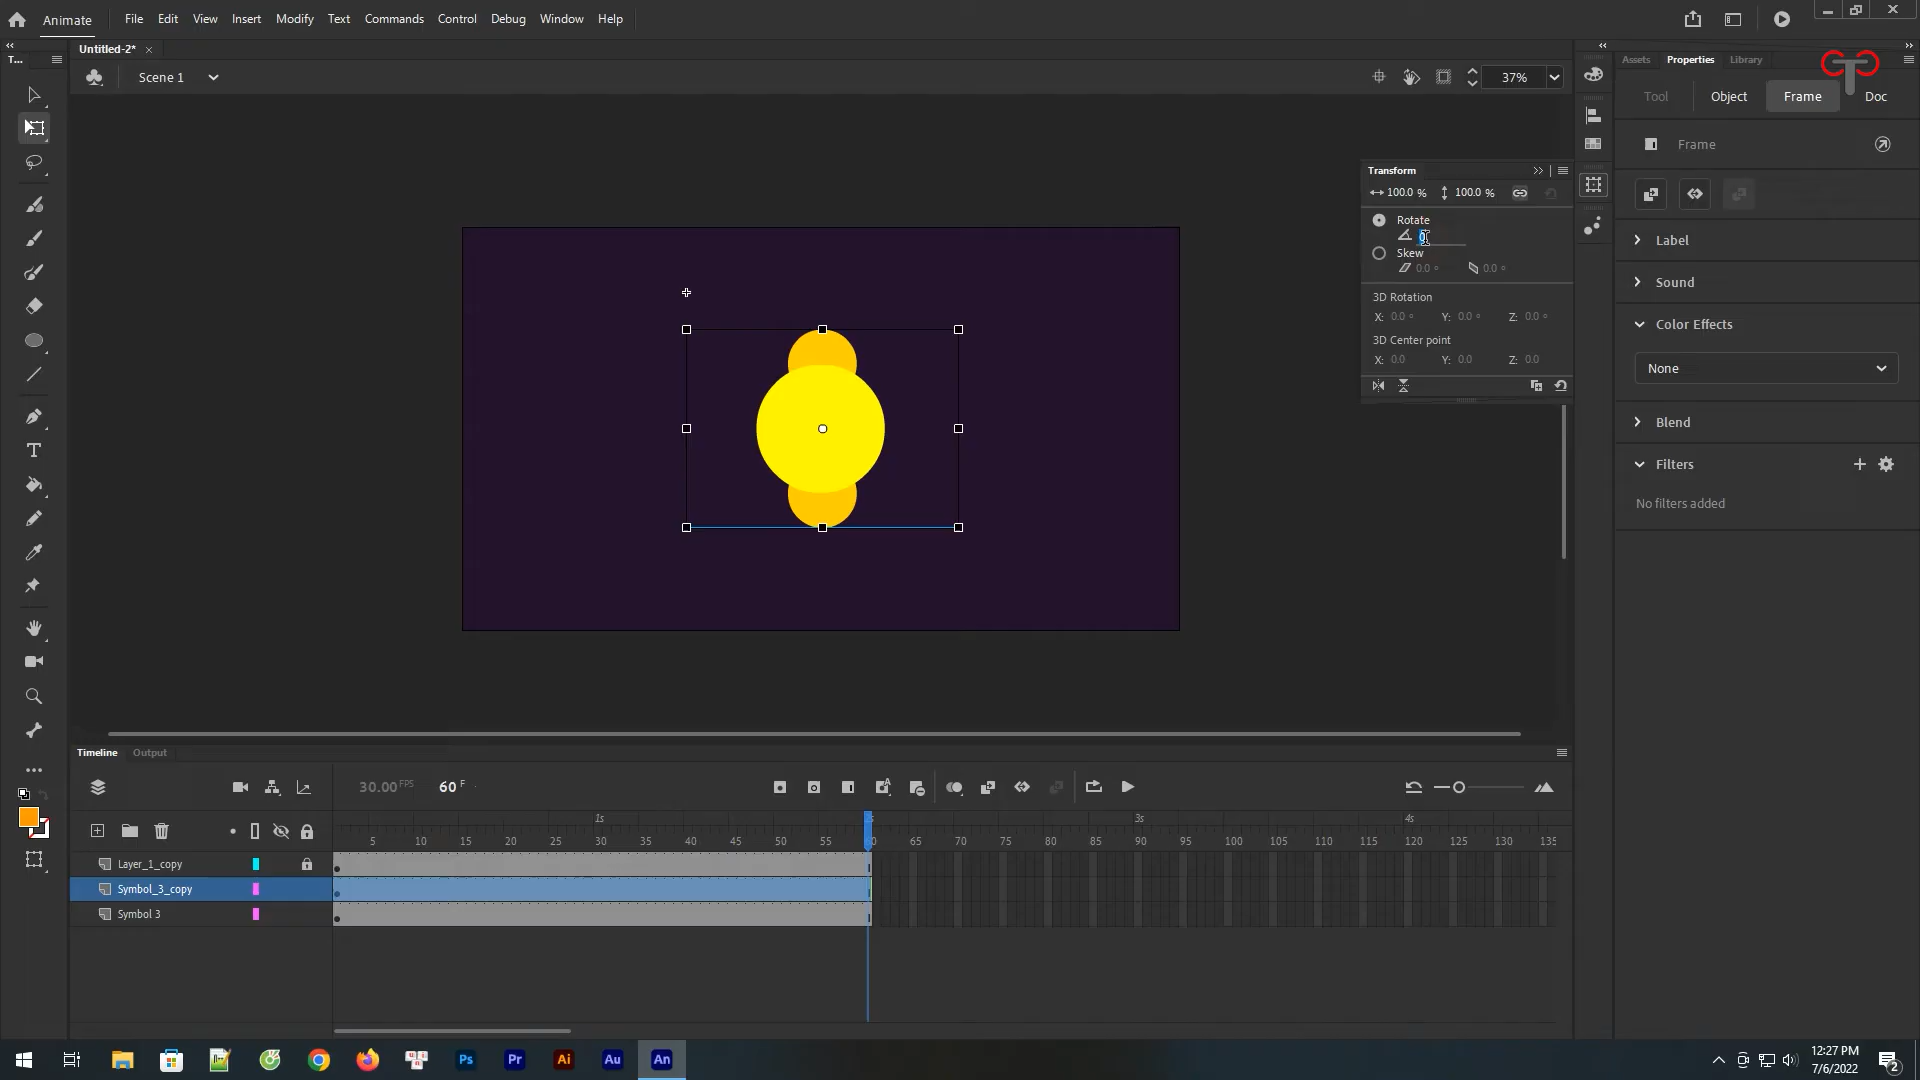 Animate File Edit View Insert Modify Text Commands Control Debug Window Help
Untitled-2* ×
T...
Assets Properties Library
Scene 1
37%
Tool Object Frame Doc
Frame
Transform
100.0 % 100.0 %
Rotate
0
Skew
0.0 ° 0.0 °
3D Rotation
X: 0.0 ° Y: 0.0 ° Z: 0.0 °
3D Center point
X: 0.0 Y: 0.0 Z: 0.0
Label
Sound
Color Effects
None
Blend
Filters
No filters added
Timeline Output
30.00 FPS 60 F
1s 2s 3s 4s
5 10 15 20 25 30 35 40 45 50 55 60 65 70 75 80 85 90 95 100 105 110 115 120 125 130 135
Layer_1_copy
Symbol_3_copy
Symbol 3
Ps Pr Ai Au An
12:27 PM
7/6/2022
2